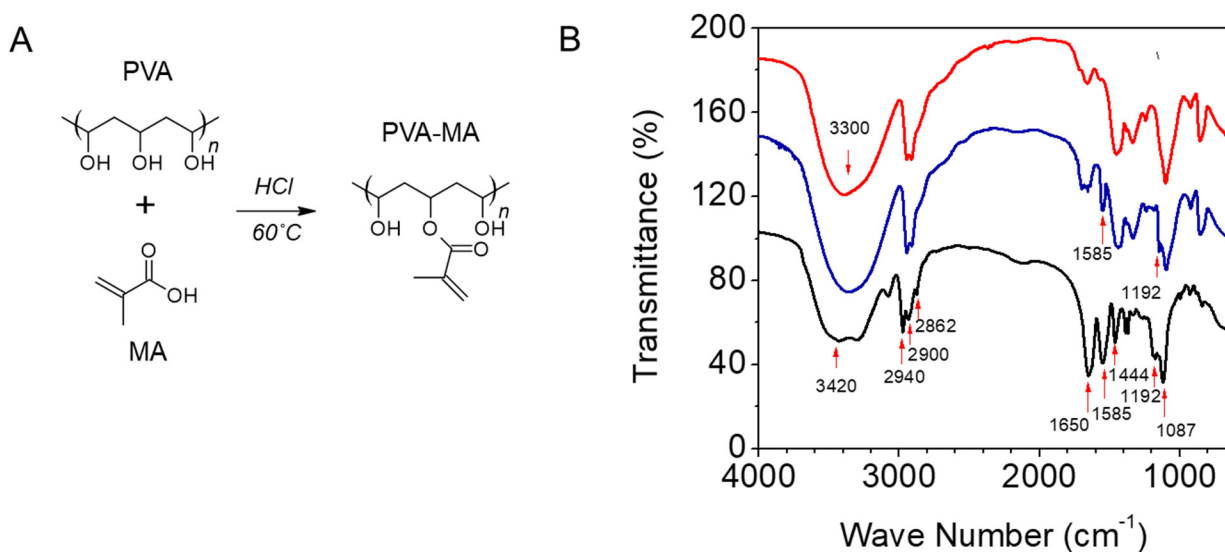 A
PVA
n
OH OH OH
+
O
OH
MA
HCl
60˚C
PVA-MA
n
OH O OH
O
B
Transmittance (%)
200
160
120
80
40
0
3300
1585
1192
3420
2940
2900
2862
1650
1585
1444
1192
1087
4000 3000 2000 1000
Wave Number (cm⁻¹)